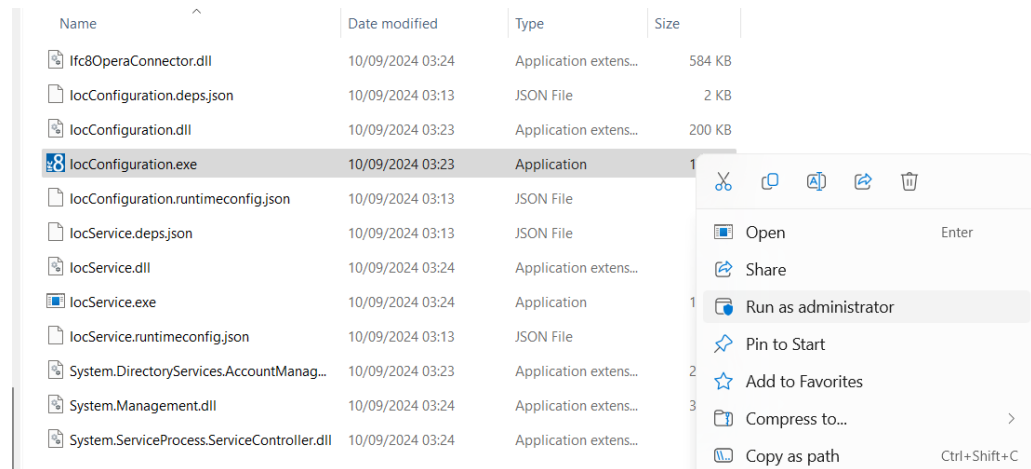 Name Date modified Type Size
Ifc8OperaConnector.dll 10/09/2024 03:24 Application extens... 584 KB
IocConfiguration.deps.json 10/09/2024 03:13 JSON File 2 KB
IocConfiguration.dll 10/09/2024 03:23 Application extens... 200 KB
IocConfiguration.exe 10/09/2024 03:23 Application 1
IocConfiguration.runtimeconfig.json 10/09/2024 03:13 JSON File
IocService.deps.json 10/09/2024 03:13 JSON File
Open Enter
IocService.dll 10/09/2024 03:24 Application extens...
Share
IocService.exe 10/09/2024 03:24 Application 1
Run as administrator
IocService.runtimeconfig.json 10/09/2024 03:13 JSON File
Pin to Start
System.DirectoryServices.AccountManag... 10/09/2024 03:23 Application extens... 2
Add to Favorites
System.Management.dll 10/09/2024 03:24 Application extens... 3
Compress to...
System.ServiceProcess.ServiceController.dll 10/09/2024 03:24 Application extens...
Copy as path Ctrl+Shift+C